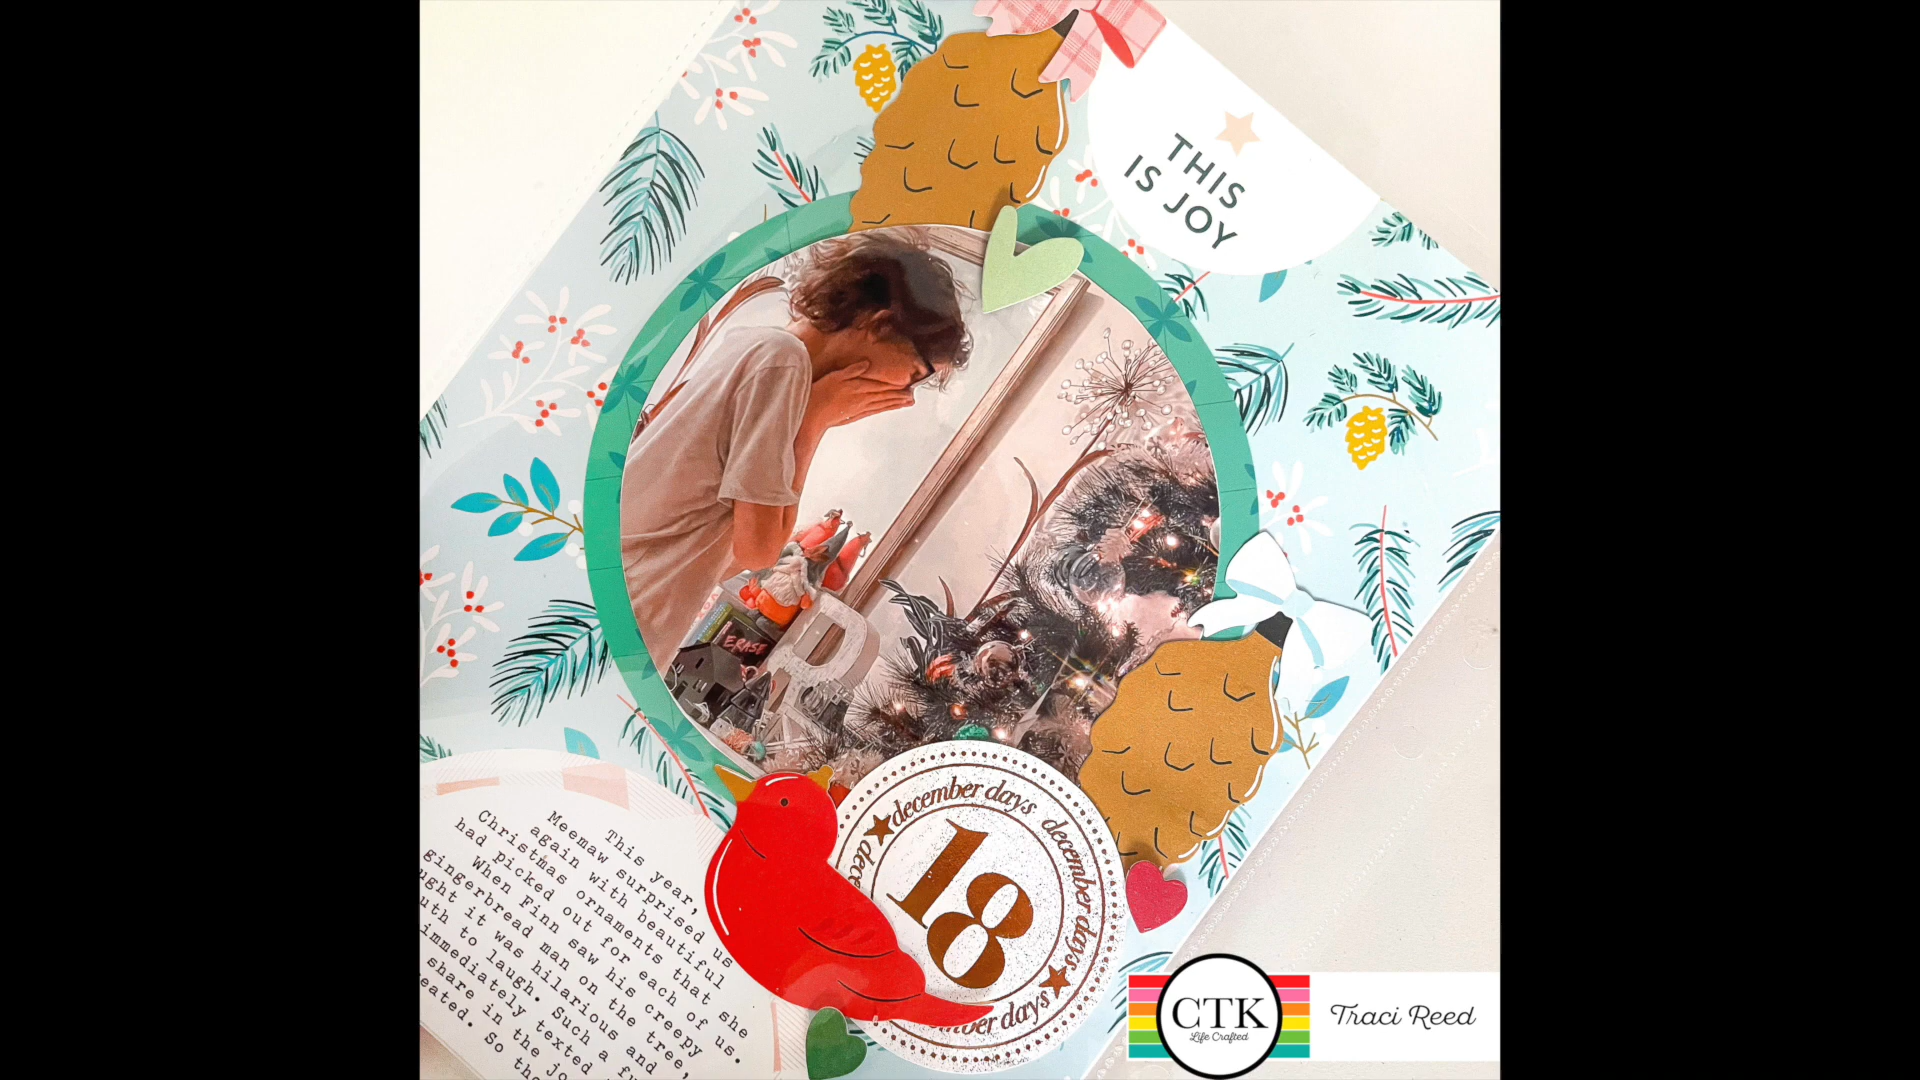 THIS
IS JOY
ERASE
december days
december days
days
18
This year,
Meemaw surprised us
again with beautiful
Christmas ornaments that
had picked out for each of us.
When Finn saw his creepy
gingerbread man on the tree,
it was hilarious and
to laugh. Such a
immediately texted
share in the
So
CTK
Life Crafted
Traci Reed